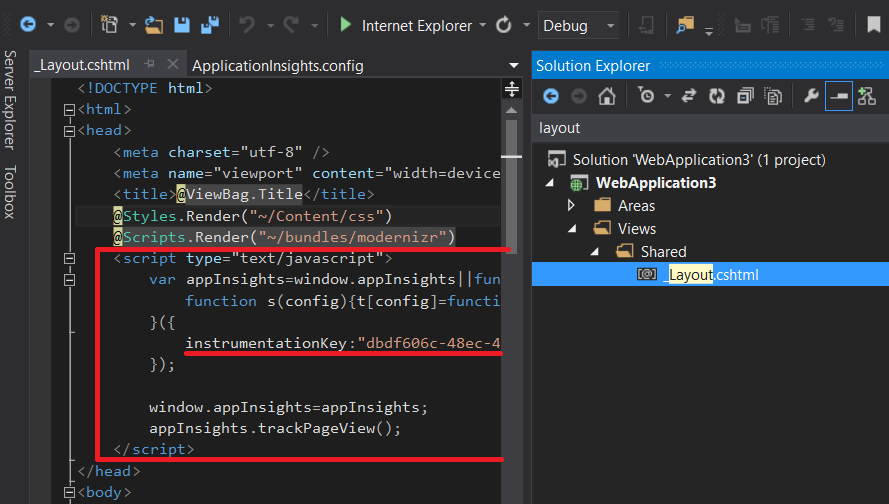 Internet Explorer
Debug
Server Explorer
Toolbox
_Layout.cshtml
ApplicationInsights.config
<!DOCTYPE html>
<html>
<head>
<meta charset="utf-8" />
<meta name="viewport" content="width=device
<title>@ViewBag.Title</title>
@Styles.Render("~/Content/css")
@Scripts.Render("~/bundles/modernizr")
<script type="text/javascript">
var appInsights=window.appInsights||fun
function s(config){t[config]=functi
}({
instrumentationKey:"dbdf606c-48ec-4
});
window.appInsights=appInsights;
appInsights.trackPageView();
</script>
</head>
<body>
Solution Explorer
layout
Solution 'WebApplication3' (1 project)
WebApplication3
Areas
Views
Shared
_Layout.cshtml